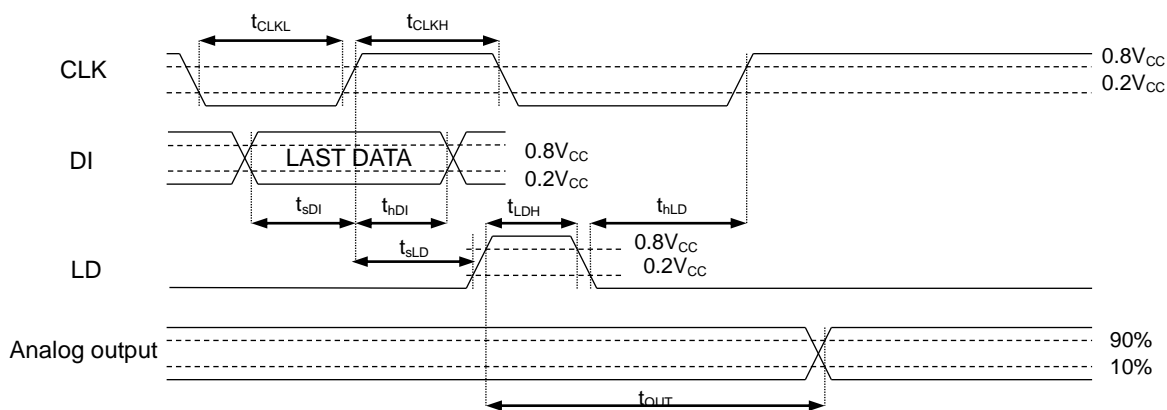 tCLKL
tCLKH
CLK
0.8VCC
0.2VCC
DI
LAST DATA
0.8VCC
0.2VCC
tsDI
thDI
tLDH
thLD
tsLD
LD
0.8VCC
0.2VCC
Analog output
90%
10%
tOUT